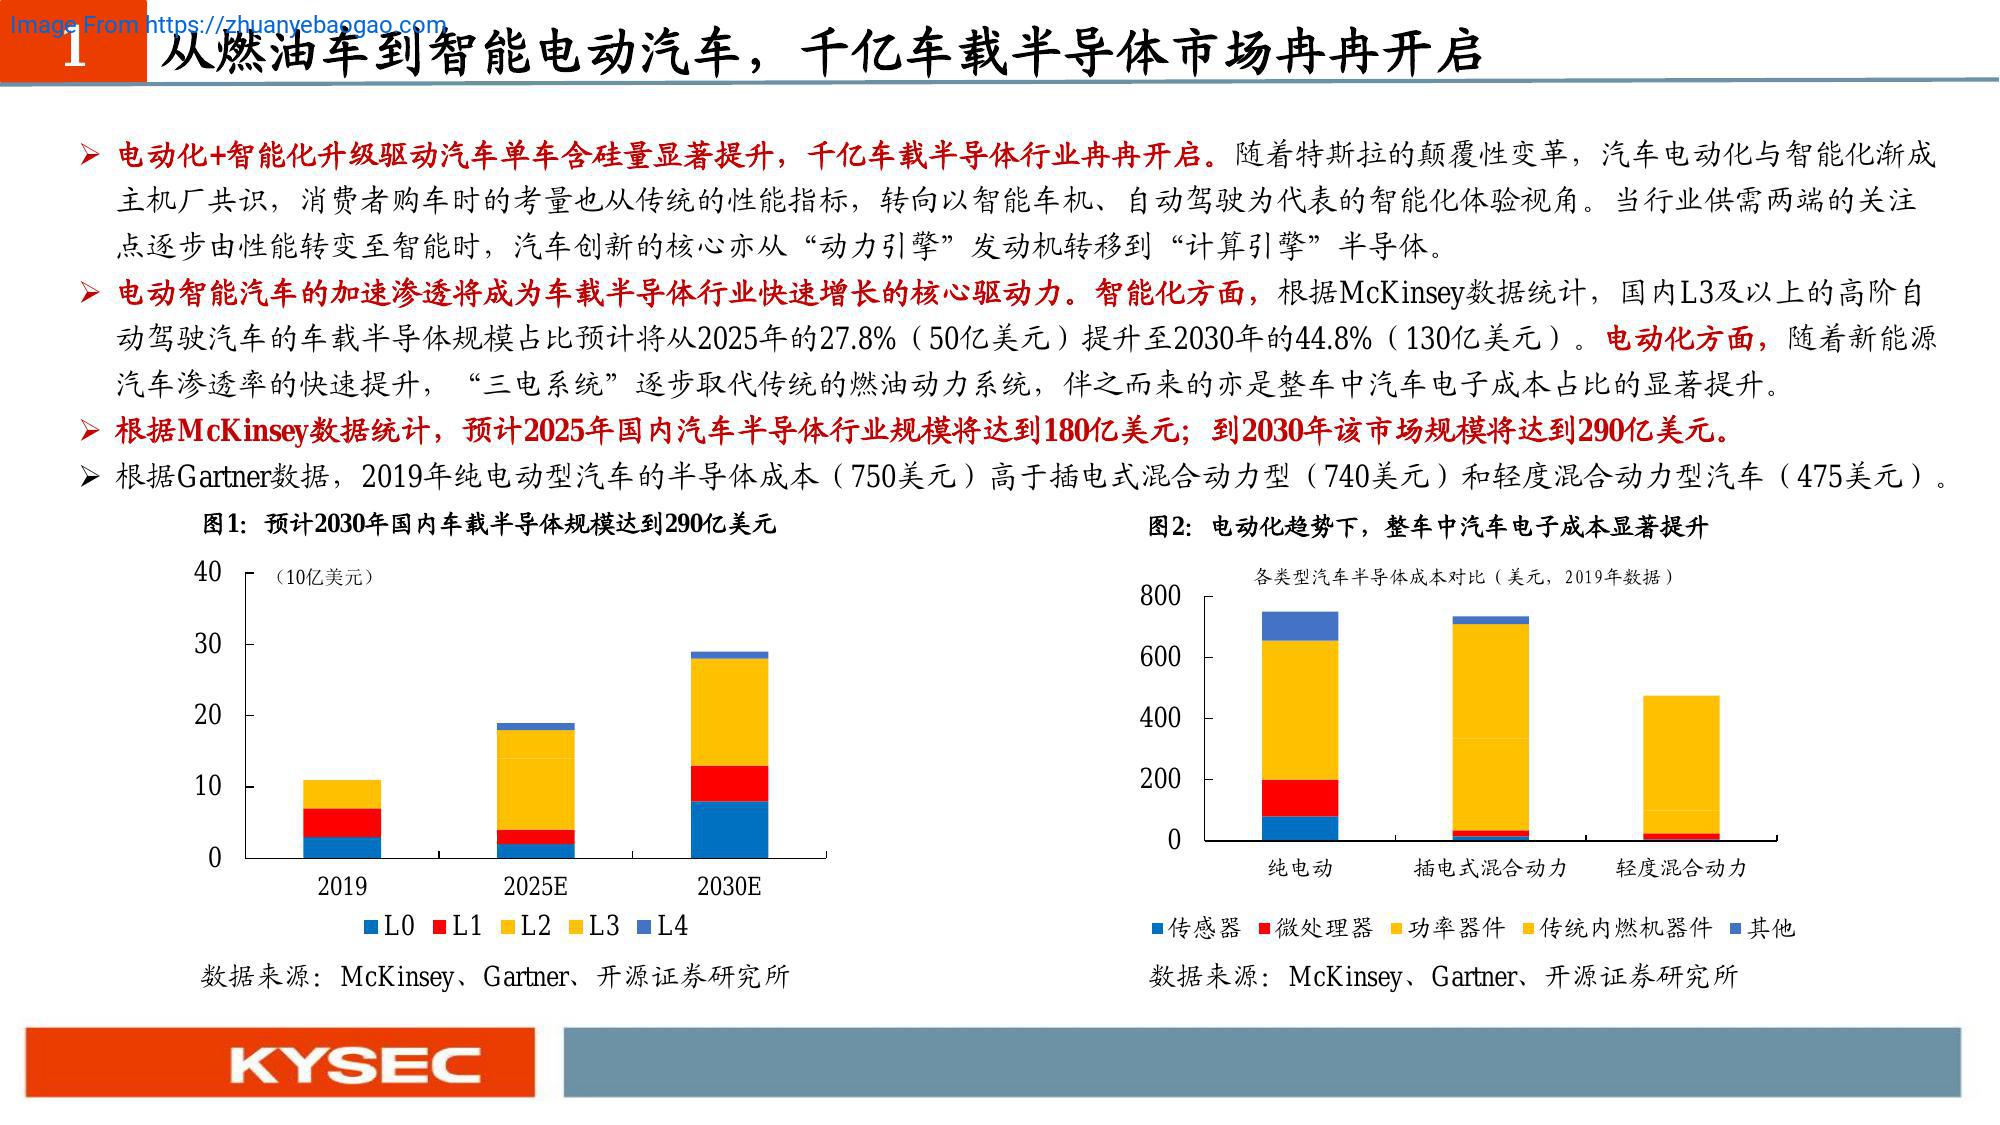 Image From https://zhuanyebaogao.com
1
从燃油车到智能电动汽车，千亿车载半导体市场冉冉开启
➢ 电动化+智能化升级驱动汽车单车含硅量显著提升，千亿车载半导体行业冉冉开启。随着特斯拉的颠覆性变革，汽车电动化与智能化渐成
主机厂共识，消费者购车时的考量也从传统的性能指标，转向以智能车机、自动驾驶为代表的智能化体验视角。当行业供需两端的关注
点逐步由性能转变至智能时，汽车创新的核心亦从“动力引擎”发动机转移到“计算引擎”半导体。
➢ 电动智能汽车的加速渗透将成为车载半导体行业快速增长的核心驱动力。智能化方面，根据McKinsey数据统计，国内L3及以上的高阶自
动驾驶汽车的车载半导体规模占比预计将从2025年的27.8%（50亿美元）提升至2030年的44.8%（130亿美元）。电动化方面，随着新能源
汽车渗透率的快速提升，“三电系统”逐步取代传统的燃油动力系统，伴之而来的亦是整车中汽车电子成本占比的显著提升。
➢ 根据McKinsey数据统计，预计2025年国内汽车半导体行业规模将达到180亿美元；到2030年该市场规模将达到290亿美元。
➢ 根据Gartner数据，2019年纯电动型汽车的半导体成本（750美元）高于插电式混合动力型（740美元）和轻度混合动力型汽车（475美元）。
图1：预计2030年国内车载半导体规模达到290亿美元
（10亿美元）
40
30
20
10
0
2019 2025E 2030E
L0 L1 L2 L3 L4
数据来源：McKinsey、Gartner、开源证券研究所
图2：电动化趋势下，整车中汽车电子成本显著提升
各类型汽车半导体成本对比（美元，2019年数据）
800
600
400
200
0
纯电动 插电式混合动力 轻度混合动力
传感器 微处理器 功率器件 传统内燃机器件 其他
数据来源：McKinsey、Gartner、开源证券研究所
KYSEC